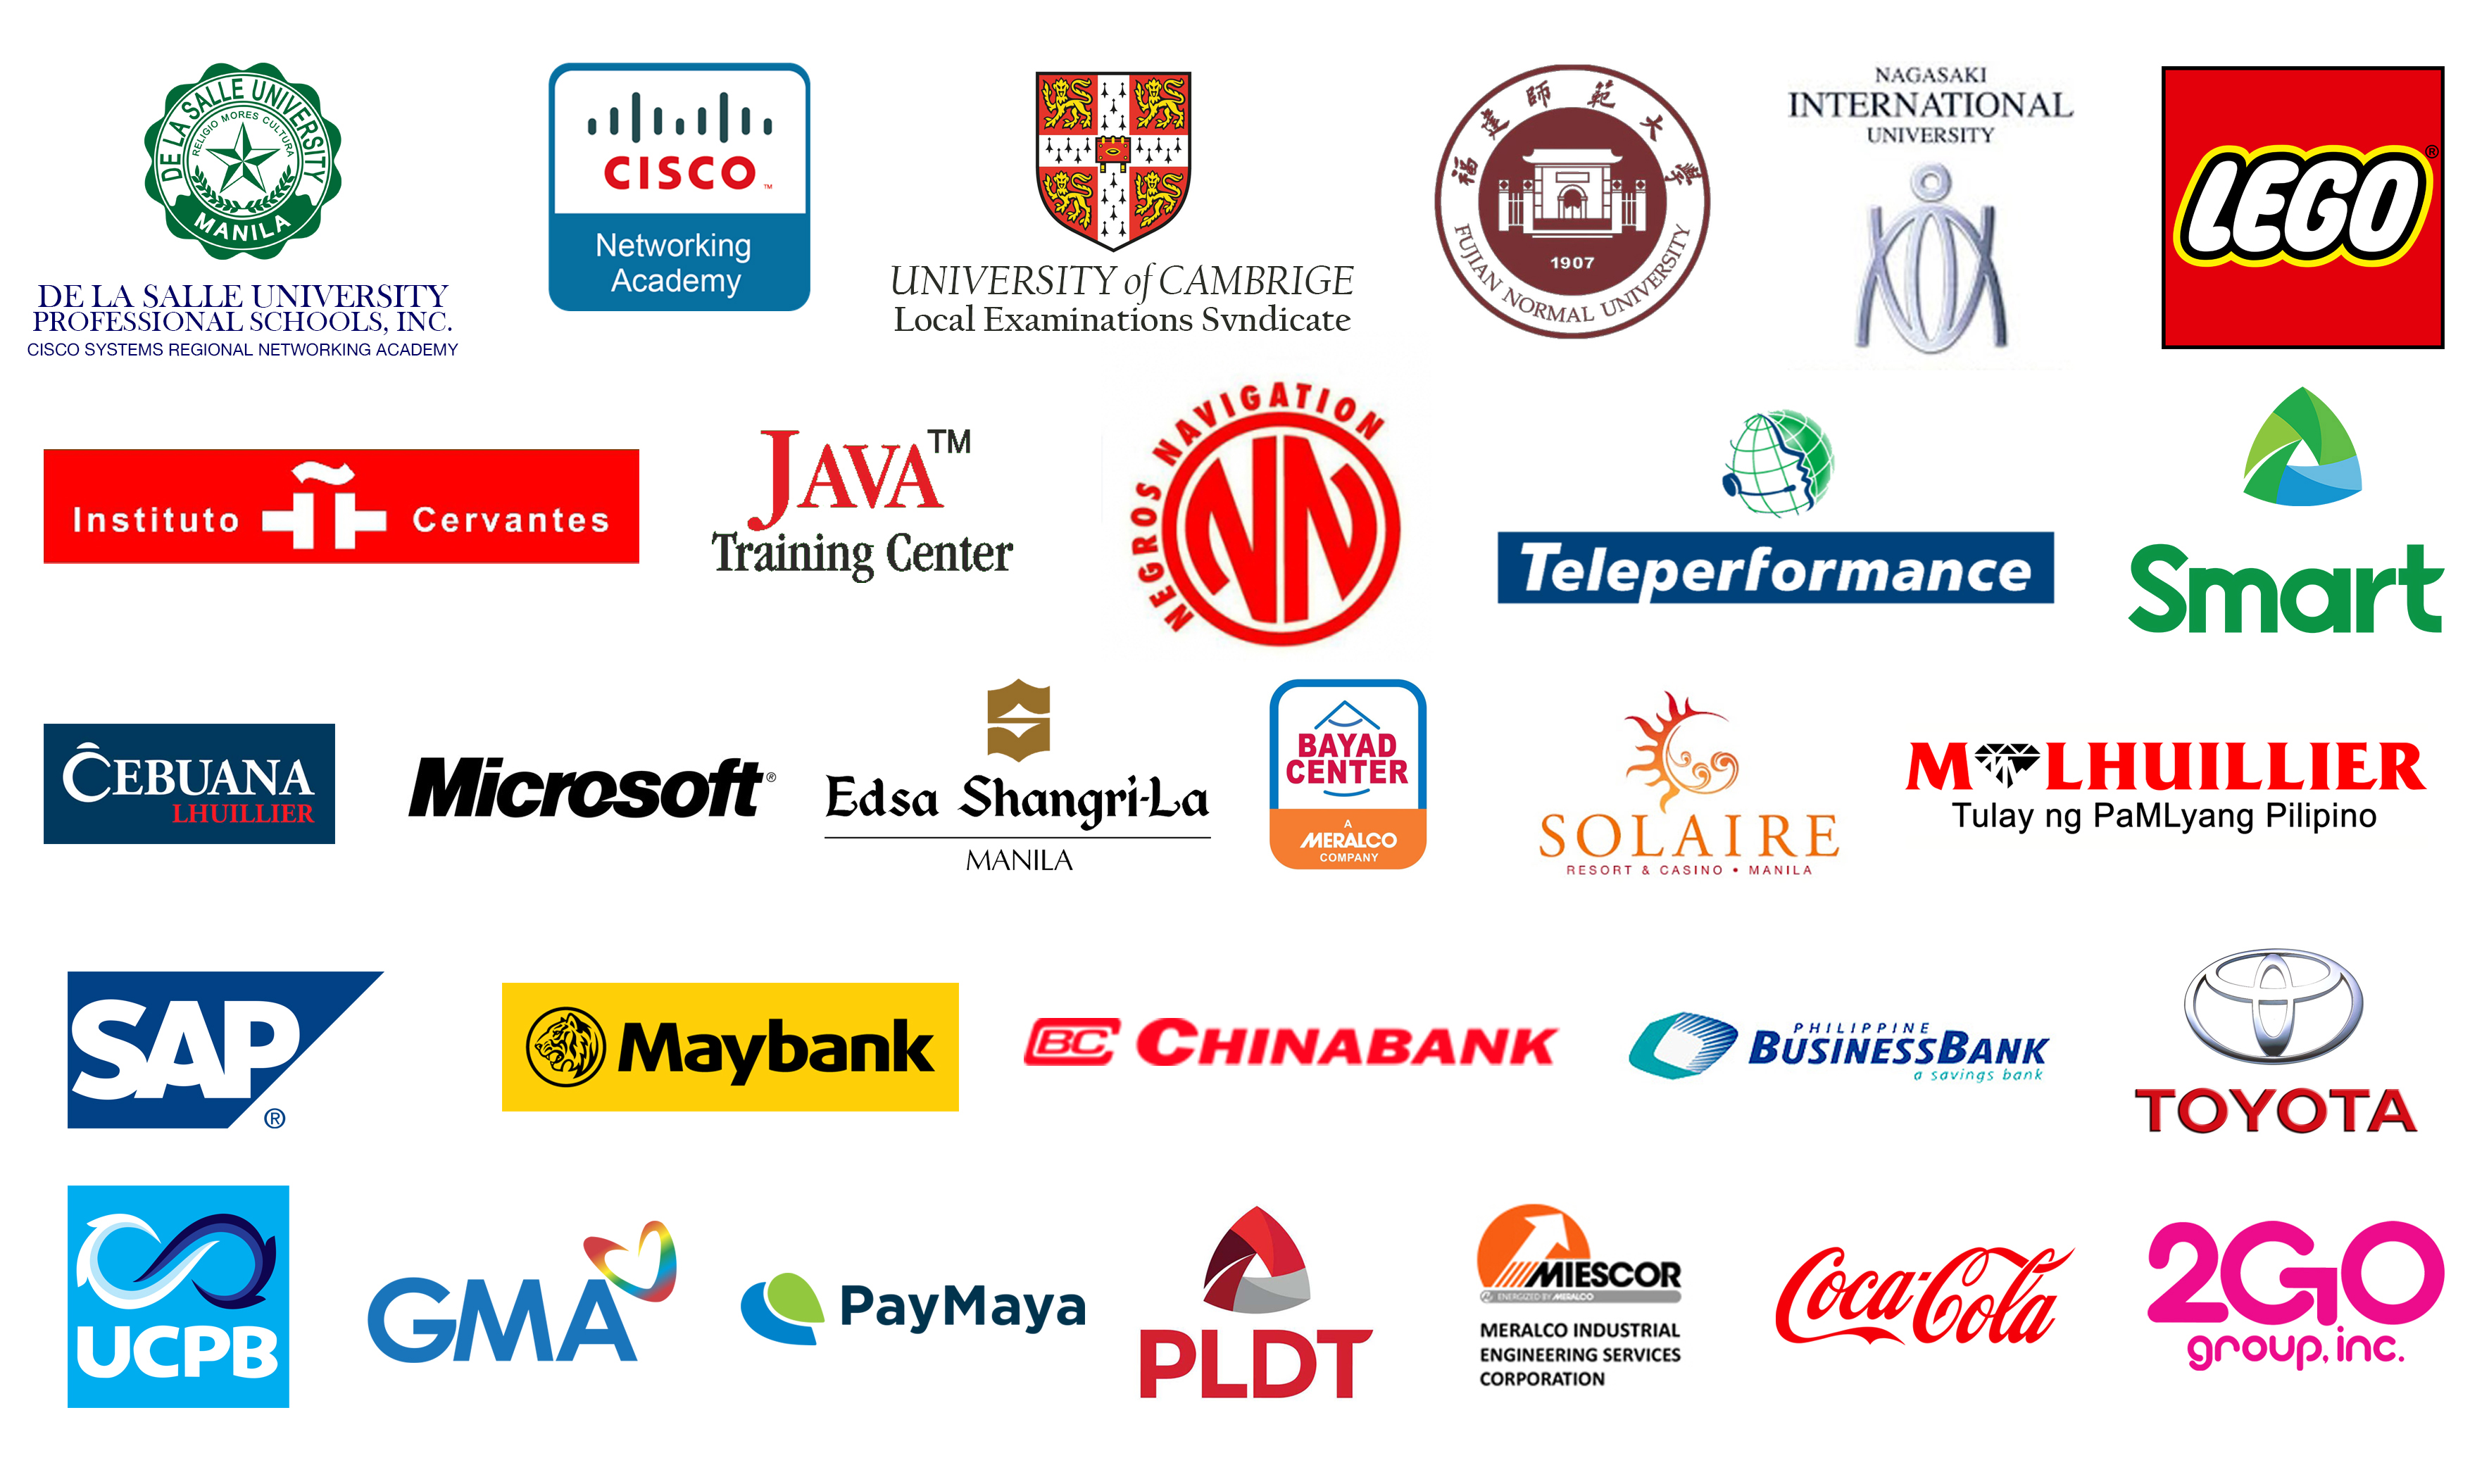 DE LA SALLE UNIVERSITY
RELIGIO MORES CULTURA
MANILA
DE LA SALLE UNIVERSITY
PROFESSIONAL SCHOOLS, INC.
CISCO SYSTEMS REGIONAL NETWORKING ACADEMY
CISCO TM
Networking
Academy
UNIVERSITY of CAMBRIGE
Local Examinations Svndicate
福建師範大學
1907
FUJIAN NORMAL UNIVERSITY
NAGASAKI
INTERNATIONAL
UNIVERSITY
LEGO ®
Instituto Cervantes
JAVA TM
Training Center
NEGROS NAVIGATION
NN
Teleperformance
Smart
CEBUANA
LHUILLIER
Microsoft ®
Edsa Shangri-La
MANILA
BAYAD
CENTER
A
MERALCO
COMPANY
SOLAIRE
RESORT & CASINO • MANILA
M LHUILLIER
Tulay ng PaMLyang Pilipino
SAP ®
Maybank
BC CHINABANK
PHILIPPINE
BUSINESSBANK
a savings bank
TOYOTA
UCPB
GMA
PayMaya
PLDT
MIESCOR
ENERGIZED BY MERALCO
MERALCO INDUSTRIAL
ENGINEERING SERVICES
CORPORATION
Coca-Cola
2GO
group, inc.